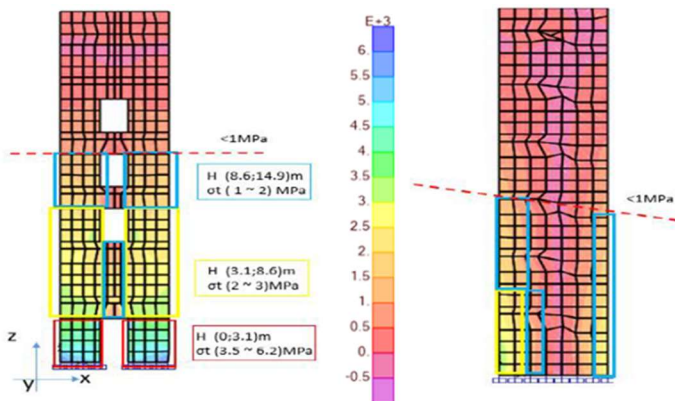 E+3
6.
5.5
5.
4.5
4.
3.5
3.
2.5
2.
1.5
1.
0.5
0.
-0.5
<1MPa
H (8.6;14.9)m
σt ( 1 ~ 2) MPa
H (3.1;8.6)m
σt (2 ~ 3)MPa
H (0;3.1)m
σt (3.5 ~ 6.2)MPa
z
y
x
<1MPa